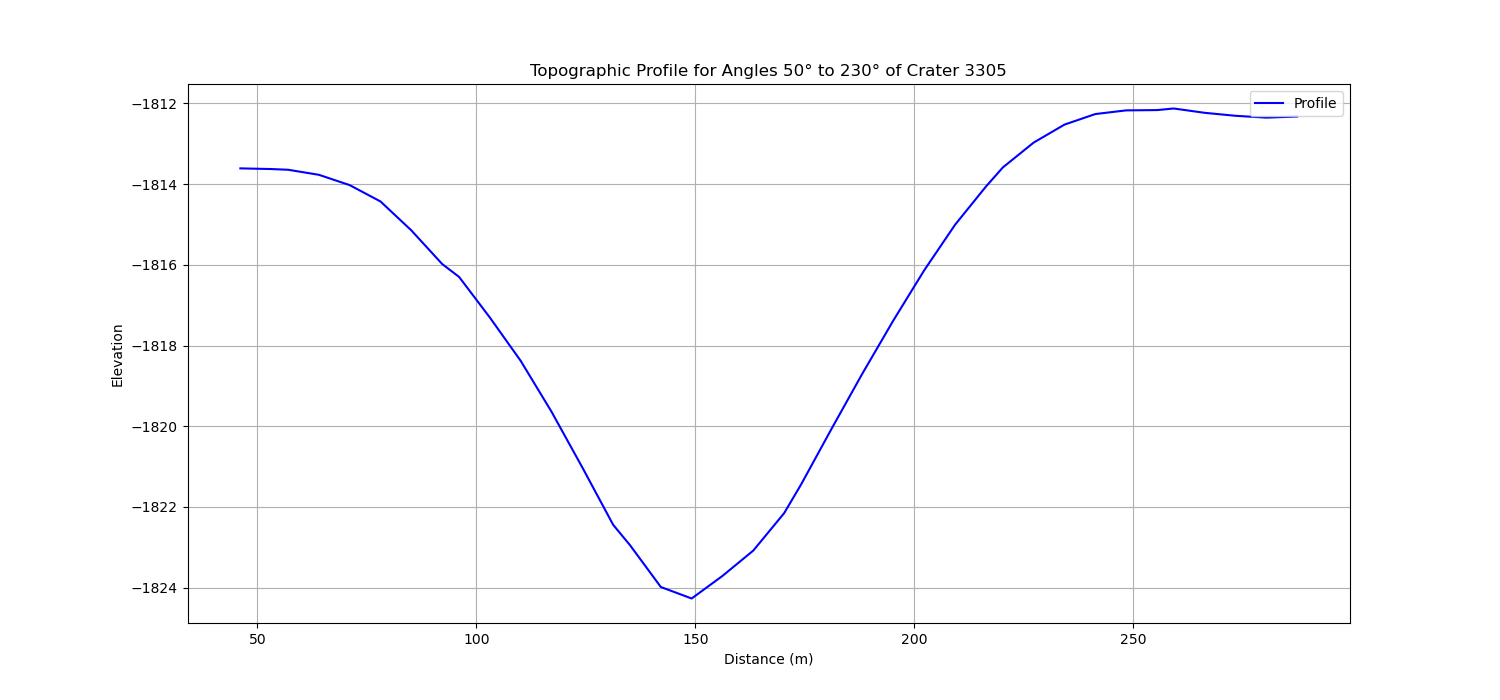 Topographic Profile for Angles 50° to 230° of Crater 3305
Profile
−1812
−1814
−1816
−1818
−1820
−1822
−1824
Elevation
50 100 150 200 250
Distance (m)